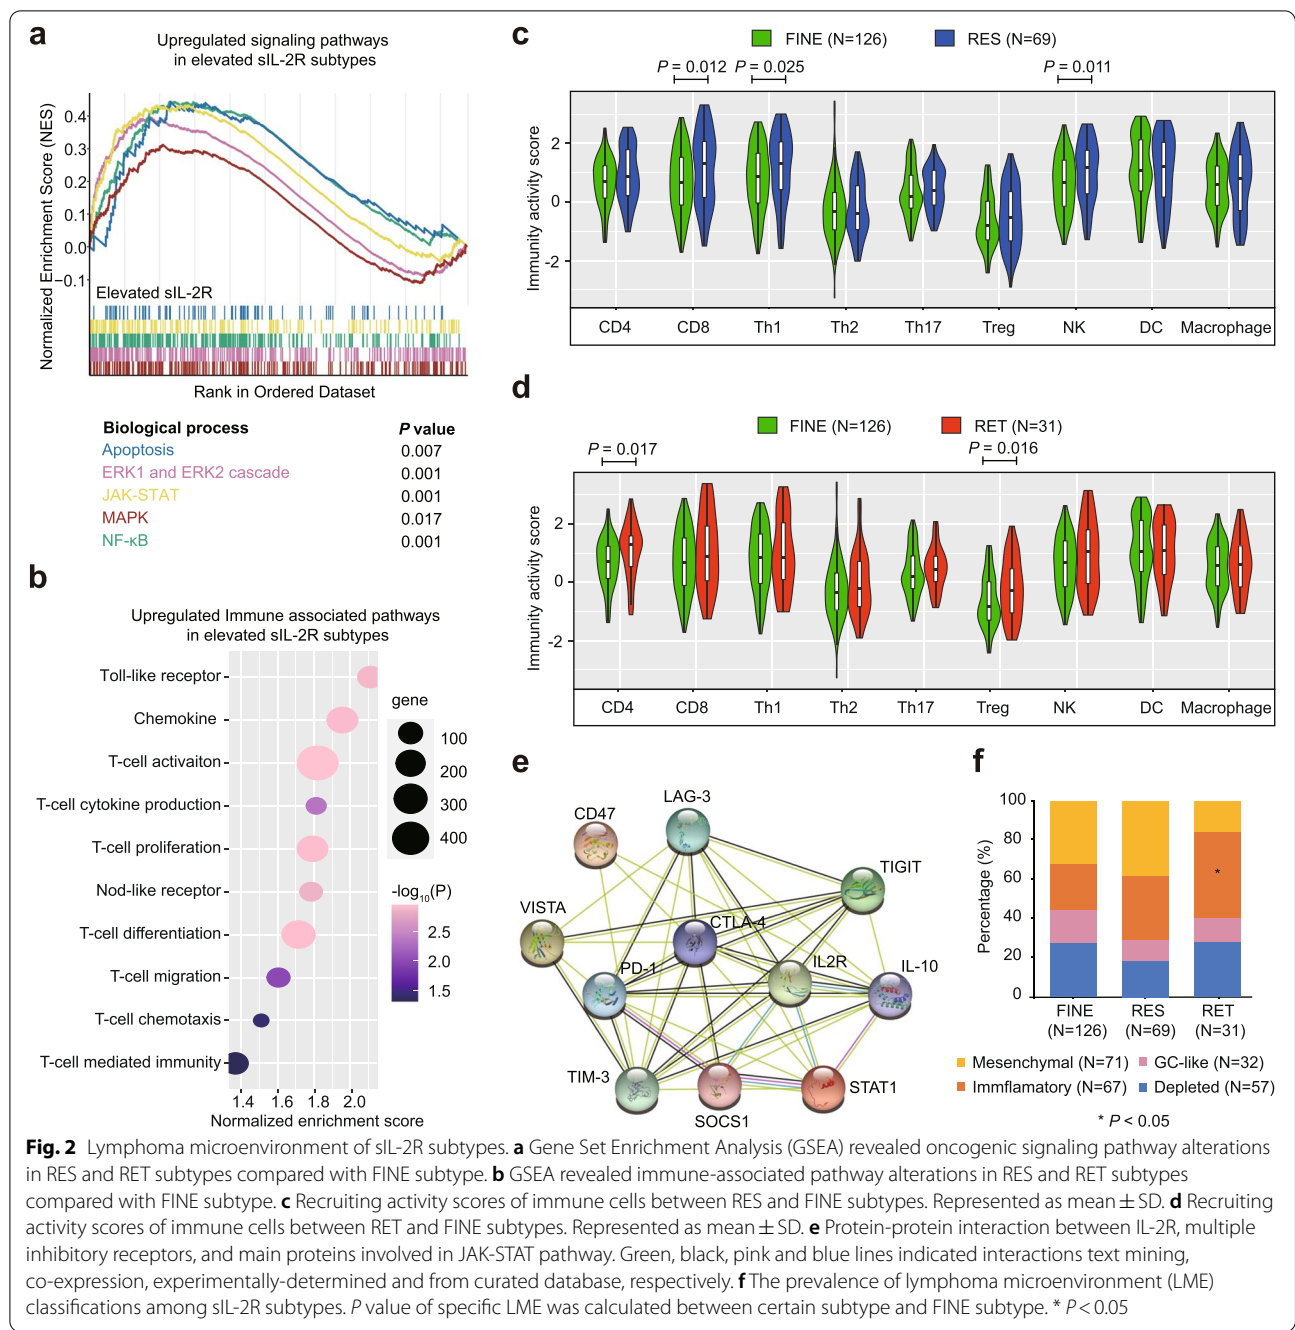 a
Upregulated signaling pathways
in elevated sIL-2R subtypes
Normalized Enrichment Score (NES)
0.4
0.3
0.2
0.1
0.0
−0.1
Elevated sIL-2R
Rank in Ordered Dataset
Biological process P value
Apoptosis 0.007
ERK1 and ERK2 cascade 0.001
JAK-STAT 0.001
MAPK 0.017
NF-κB 0.001
b
Upregulated Immune associated pathways
in elevated sIL-2R subtypes
Toll-like receptor
Chemokine
T-cell activaiton
T-cell cytokine production
T-cell proliferation
Nod-like receptor
T-cell differentiation
T-cell migration
T-cell chemotaxis
T-cell mediated immunity
1.4 1.6 1.8 2.0
Normalized enrichment score
gene
100
200
300
400
-log10(P)
2.5
2.0
1.5
c
FINE (N=126) RES (N=69)
P = 0.012 P = 0.025 P = 0.011
Immunity activity score
2
0
-2
CD4 CD8 Th1 Th2 Th17 Treg NK DC Macrophage
d
FINE (N=126) RET (N=31)
P = 0.017 P = 0.016
Immunity activity score
2
0
-2
CD4 CD8 Th1 Th2 Th17 Treg NK DC Macrophage
e
LAG-3
CD47
TIGIT
VISTA
CTLA-4
PD-1
IL2R
IL-10
TIM-3
STAT1
SOCS1
f
Percentage (%)
100
80
60
40
20
0
*
FINE RES RET
(N=126) (N=69) (N=31)
Mesenchymal (N=71) GC-like (N=32)
Immflamatory (N=67) Depleted (N=57)
* P < 0.05
Fig. 2 Lymphoma microenvironment of sIL-2R subtypes. a Gene Set Enrichment Analysis (GSEA) revealed oncogenic signaling pathway alterations
in RES and RET subtypes compared with FINE subtype. b GSEA revealed immune-associated pathway alterations in RES and RET subtypes
compared with FINE subtype. c Recruiting activity scores of immune cells between RES and FINE subtypes. Represented as mean ± SD. d Recruiting
activity scores of immune cells between RET and FINE subtypes. Represented as mean ± SD. e Protein-protein interaction between IL-2R, multiple
inhibitory receptors, and main proteins involved in JAK-STAT pathway. Green, black, pink and blue lines indicated interactions text mining,
co-expression, experimentally-determined and from curated database, respectively. f The prevalence of lymphoma microenvironment (LME)
classifications among sIL-2R subtypes. P value of specific LME was calculated between certain subtype and FINE subtype. * P < 0.05